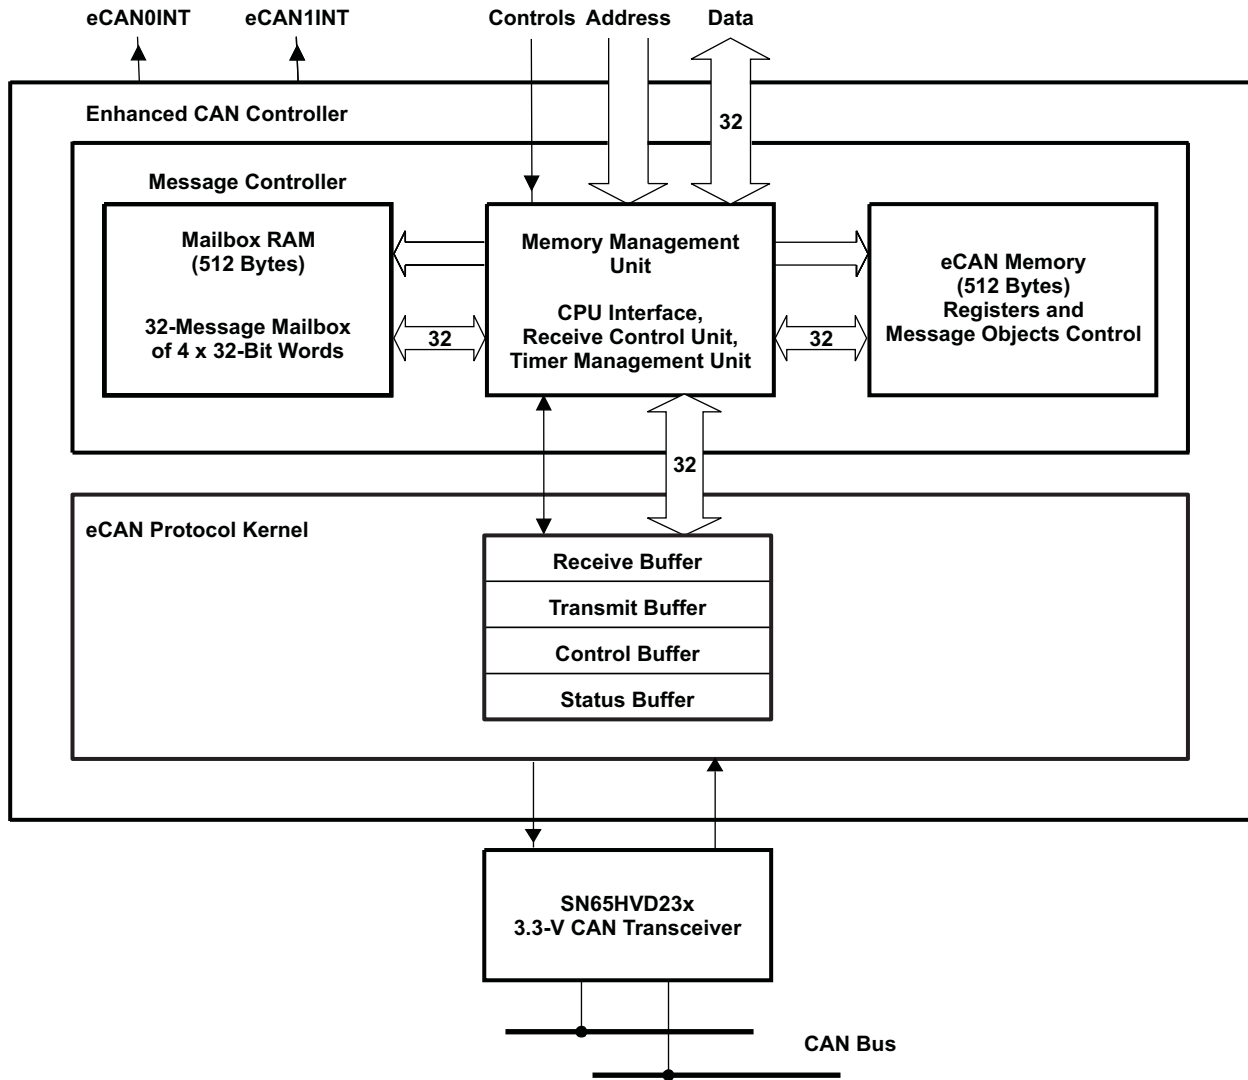 eCAN0INT eCAN1INT Controls Address Data
Enhanced CAN Controller
32
Message Controller
Mailbox RAM
(512 Bytes)
32-Message Mailbox
of 4 x 32-Bit Words
32
Memory Management
Unit
CPU Interface,
Receive Control Unit,
Timer Management Unit
32
eCAN Memory
(512 Bytes)
Registers and
Message Objects Control
32
eCAN Protocol Kernel
Receive Buffer
Transmit Buffer
Control Buffer
Status Buffer
SN65HVD23x
3.3-V CAN Transceiver
CAN Bus